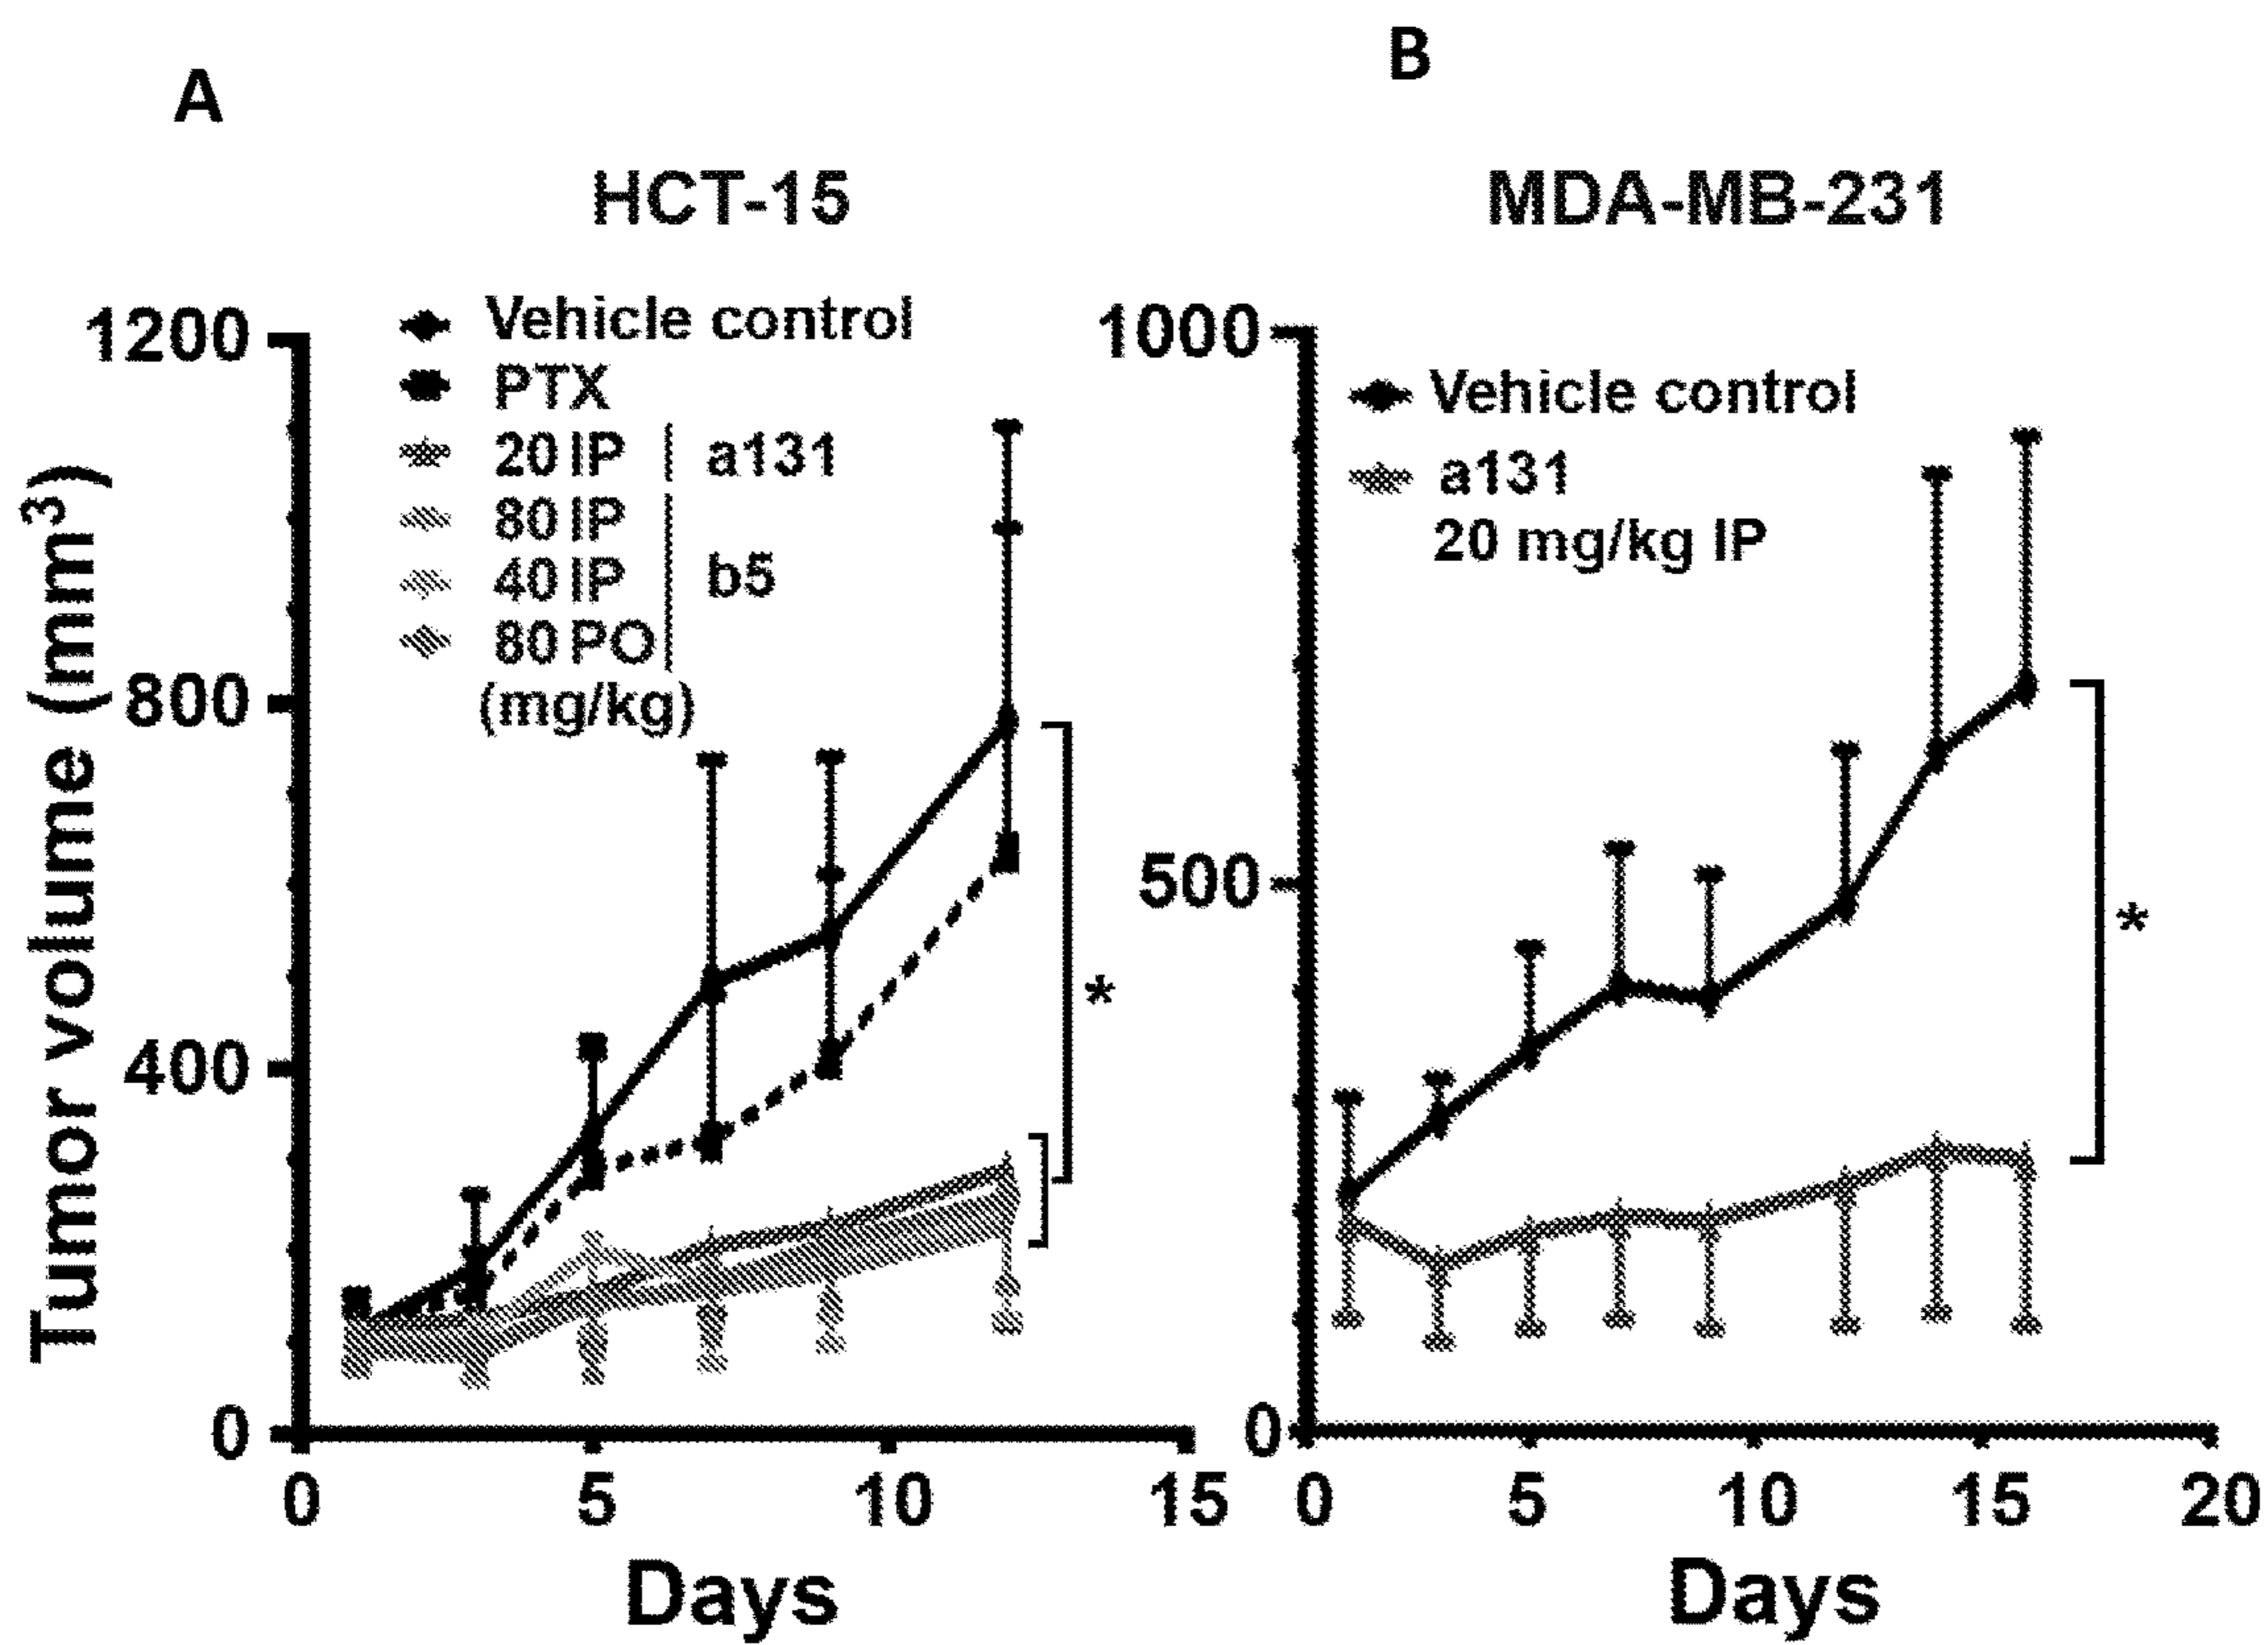 A
B
HCT-15
MDA-MB-231
Tumor volume (mm³)
1200
800
400
0
Vehicle control
PTX
20 IP
a131
80 IP
40 IP
b5
80 PO
(mg/kg)
*
0
5
10
15
Days
1000
500
0
Vehicle control
a131
20 mg/kg IP
*
0
5
10
15
20
Days